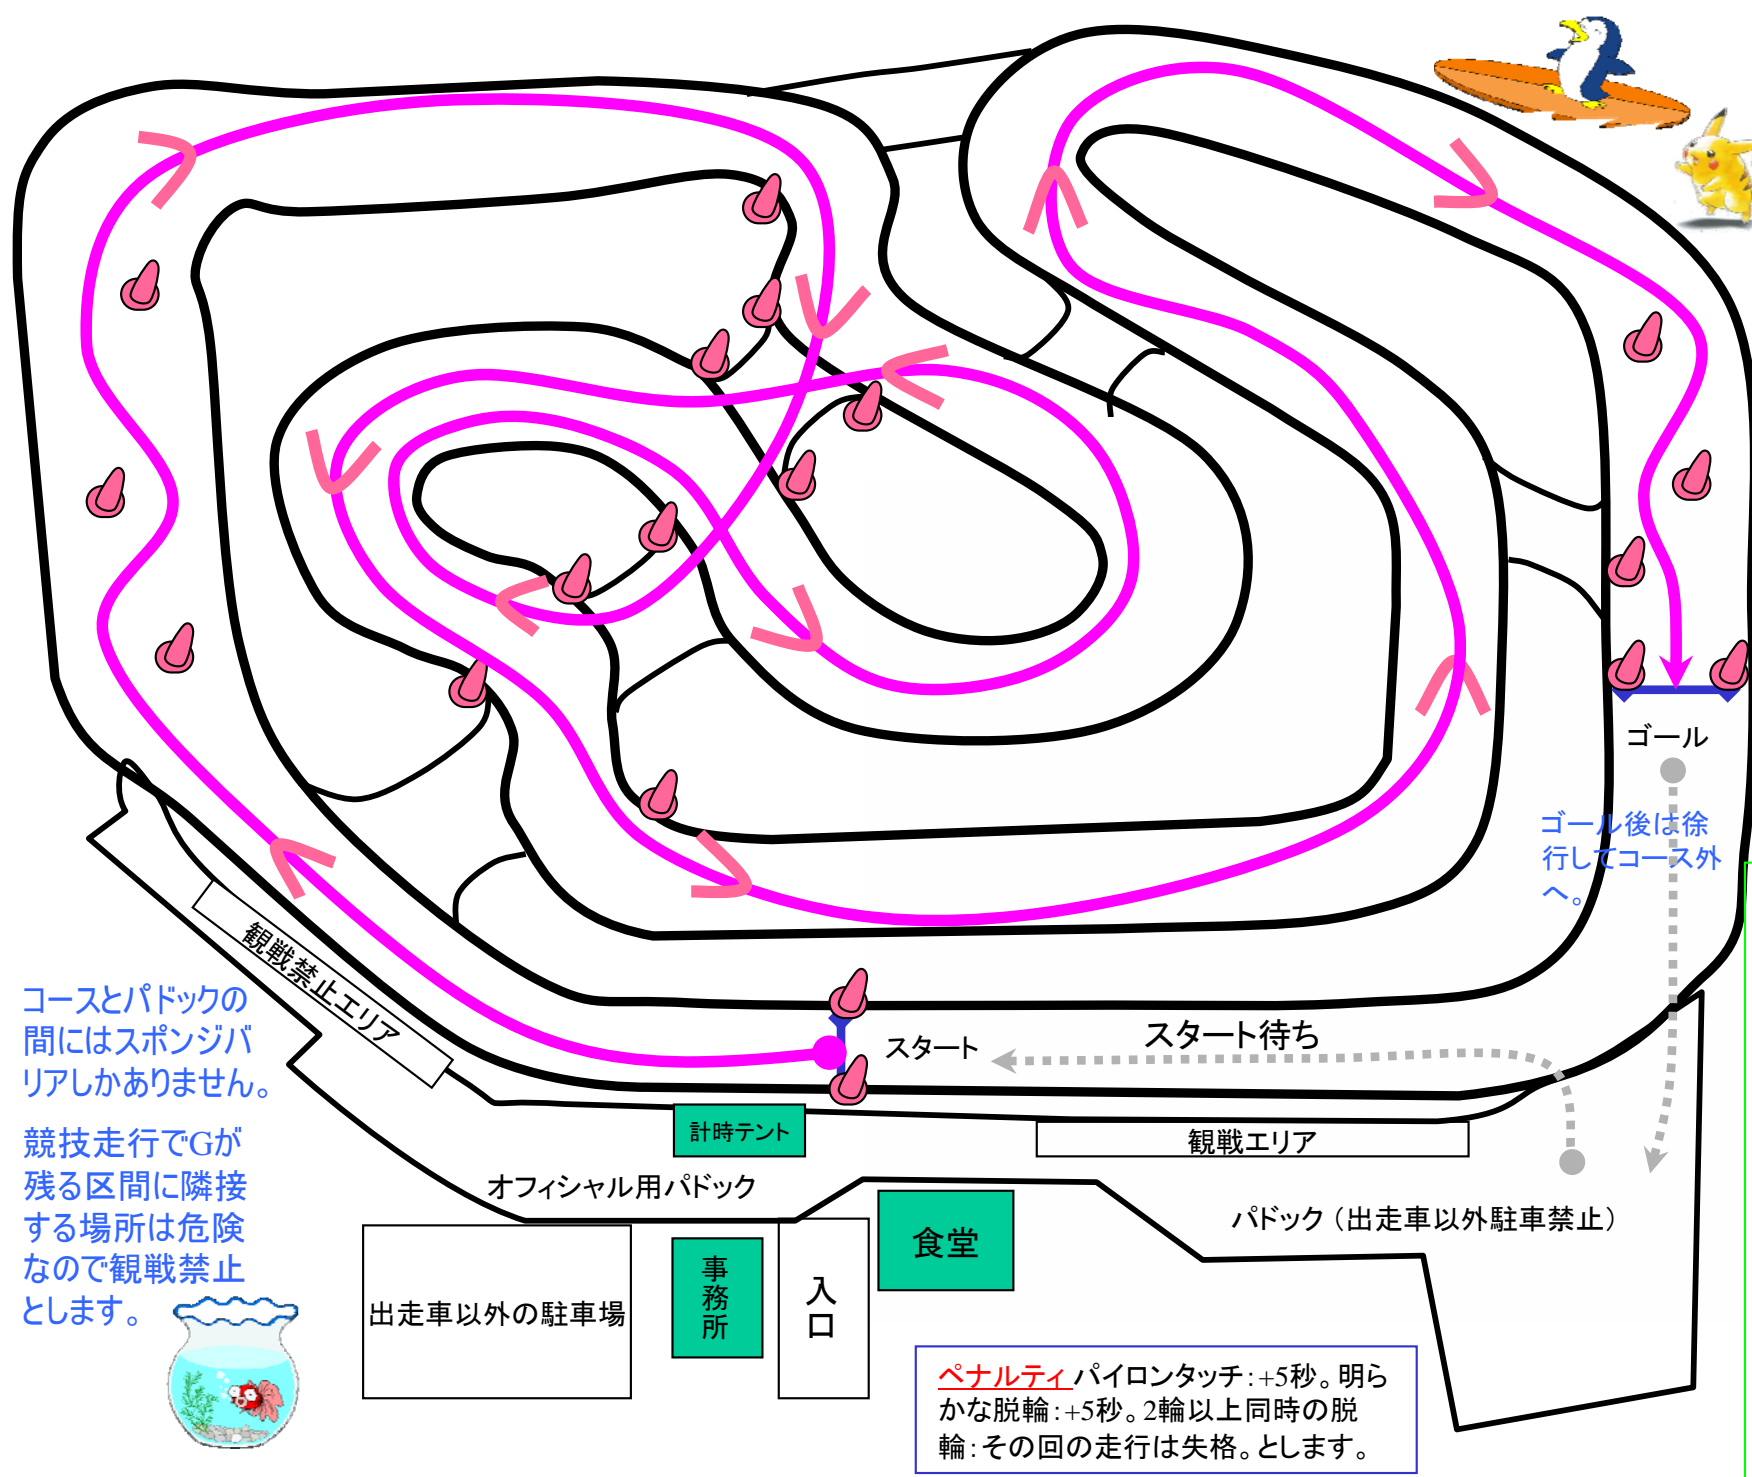 ゴール
ゴール後は徐
行してコース外
へ。
観戦禁止エリア
コースとパドックの
間にはスポンジバ
リアしかありません。
競技走行でGが
残る区間に隣接
する場所は危険
なので観戦禁止
とします。
スタート
スタート待ち
計時テント
観戦エリア
オフィシャル用パドック
パドック（出走車以外駐車禁止）
食堂
事務所
入口
出走車以外の駐車場
ペナルティ パイロンタッチ：+5秒。明ら
かな脱輪：+5秒。2輪以上同時の脱
輪：その回の走行は失格。とします。